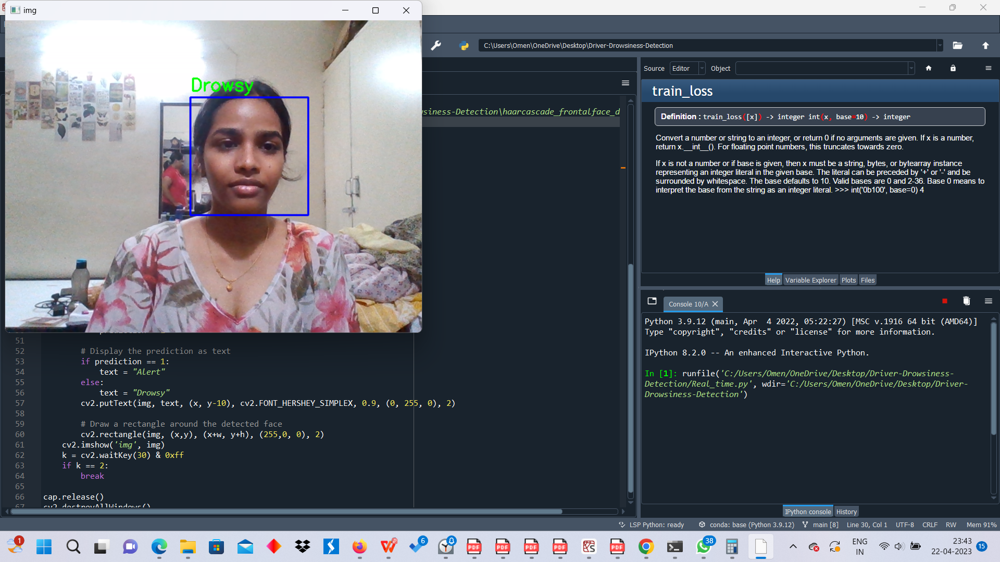 img
Drowsy
C:\Users\Omen\OneDrive\Desktop\Driver-Drowsiness-Detection
Source Editor Object
train_loss
Definition : train_loss([x]) -> integer int(x, base=10) -> integer
Convert a number or string to an integer, or return 0 if no arguments are given. If x is a number,
return x.__int__(). For floating point numbers, this truncates towards zero.
If x is not a number or if base is given, then x must be a string, bytes, or bytearray instance
representing an integer literal in the given base. The literal can be preceded by '+' or '-' and be
surrounded by whitespace. The base defaults to 10. Valid bases are 0 and 2-36. Base 0 means to
interpret the base from the string as an integer literal. >>> int('0b100', base=0) 4
Help Variable Explorer Plots Files
siness-Detection\haarcascade_frontalface_d
51
52 # Display the prediction as text
53 if prediction == 1:
54 text = "Alert"
55 else:
56 text = "Drowsy"
57 cv2.putText(img, text, (x, y-10), cv2.FONT_HERSHEY_SIMPLEX, 0.9, (0, 255, 0), 2)
58
59 # Draw a rectangle around the detected face
60 cv2.rectangle(img, (x,y), (x+w, y+h), (255,0, 0), 2)
61 cv2.imshow('img', img)
62 k = cv2.waitKey(30) & 0xff
63 if k == 2:
64 break
65
66 cap.release()
67 cv2.destroyAllWindows()
Console 10/A
Python 3.9.12 (main, Apr  4 2022, 05:22:27) [MSC v.1916 64 bit (AMD64)]
Type "copyright", "credits" or "license" for more information.
IPython 8.2.0 -- An enhanced Interactive Python.
In [1]: runfile('C:/Users/Omen/OneDrive/Desktop/Driver-Drowsiness-
Detection/Real_time.py', wdir='C:/Users/Omen/OneDrive/Desktop/Driver-
Drowsiness-Detection')
IPython console History
LSP Python: ready conda: base (Python 3.9.12) main [8] Line 30, Col 1 UTF-8 CRLF RW Mem 91%
1 6 PDF PDF PDF PDF PDF 38
ENG
IN
23:43
22-04-2023
15